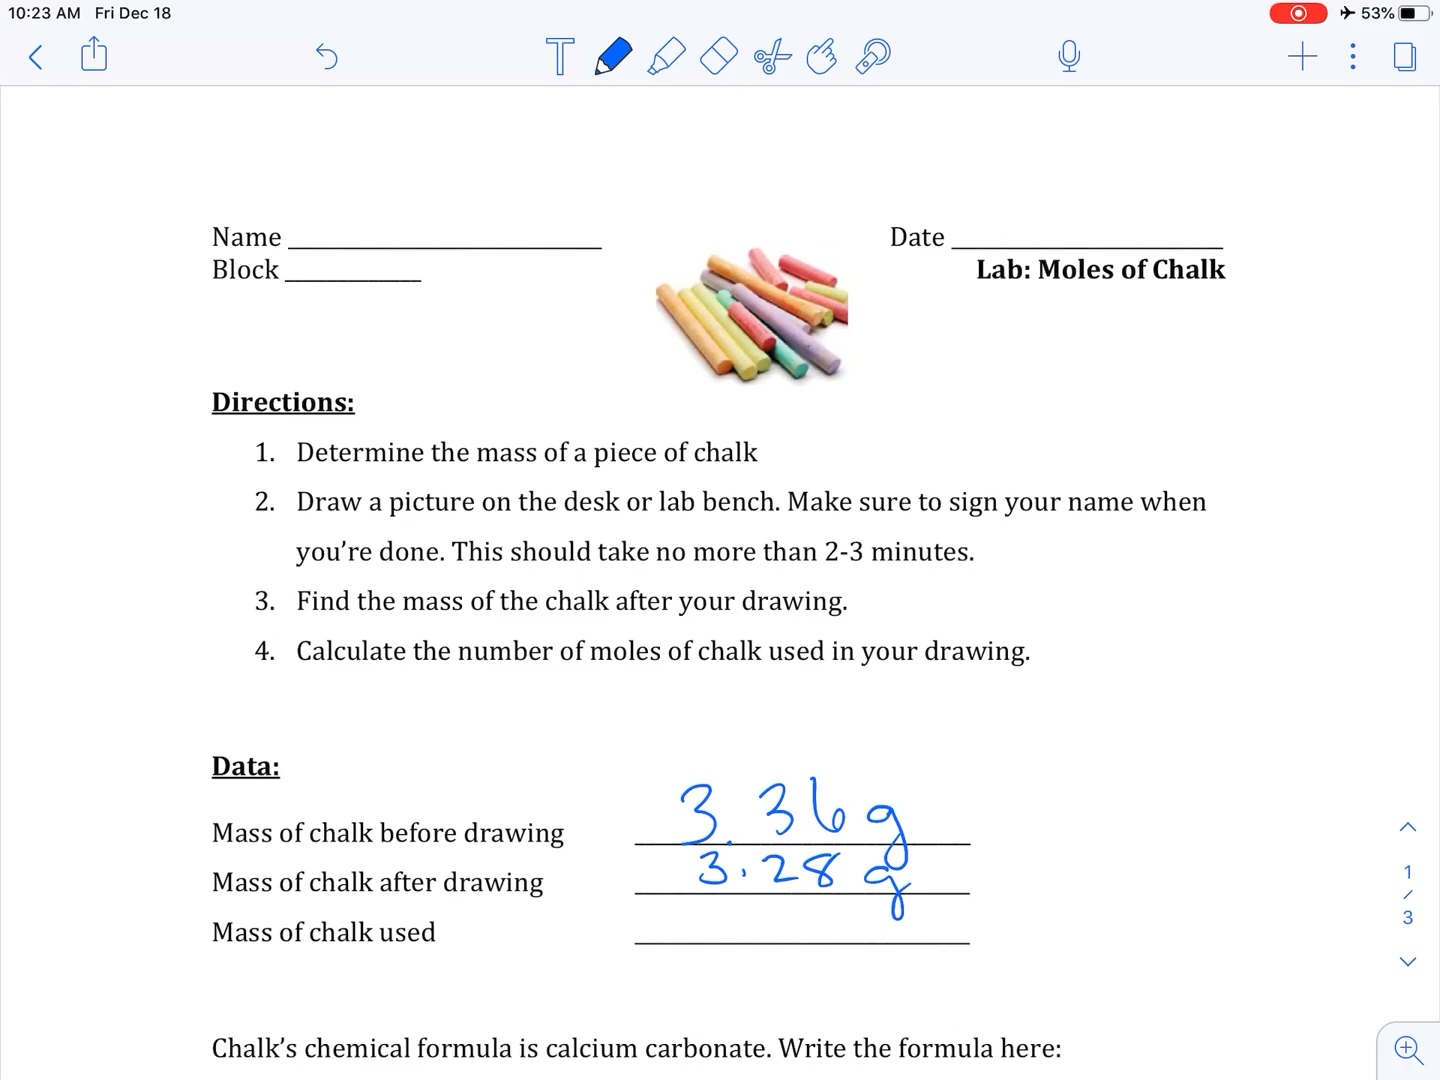 10:23 AM Fri Dec 18
53%
Name
Date
Block
Lab: Moles of Chalk
Directions:
1. Determine the mass of a piece of chalk
2. Draw a picture on the desk or lab bench. Make sure to sign your name when
you’re done. This should take no more than 2-3 minutes.
3. Find the mass of the chalk after your drawing.
4. Calculate the number of moles of chalk used in your drawing.
Data:
Mass of chalk before drawing 3.36 g
Mass of chalk after drawing 3.28 g
Mass of chalk used
Chalk’s chemical formula is calcium carbonate. Write the formula here:
1
/
3